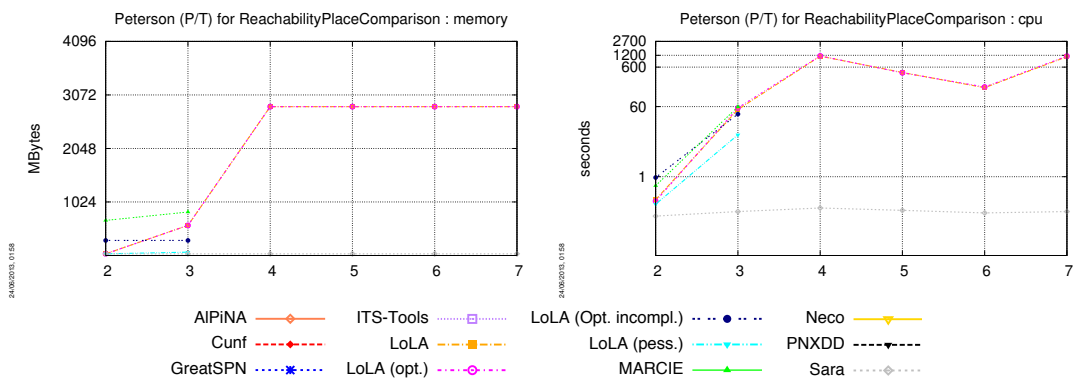 Peterson (P/T) for ReachabilityPlaceComparison : memory
4096
3072
2048
1024
MBytes
2 3 4 5 6 7
24/06/2013, 01:58
Peterson (P/T) for ReachabilityPlaceComparison : cpu
2700
1200
600
60
1
seconds
2 3 4 5 6 7
24/06/2013, 01:58
AlPiNA
Cunf
GreatSPN
ITS-Tools
LoLA
LoLA (opt.)
LoLA (Opt. incompl.)
LoLA (pess.)
MARCIE
Neco
PNXDD
Sara